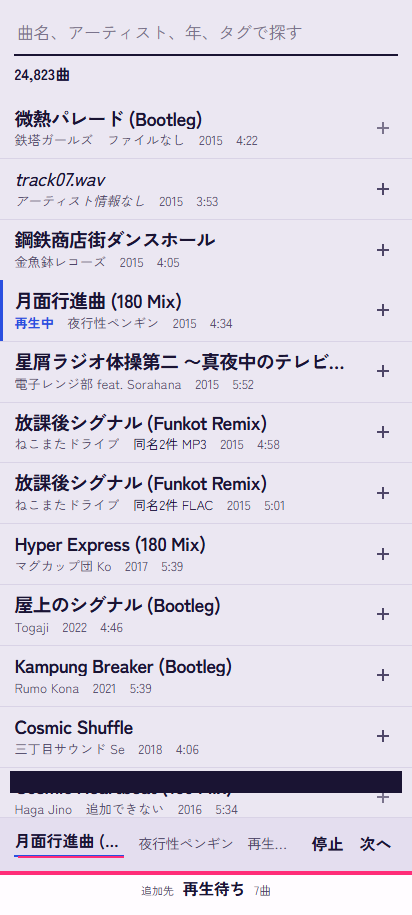 曲名、アーティスト、年、タグで探す
24,823曲
微熱パレード (Bootleg)
鉄塔ガールズ ファイルなし 2015 4:22
track07.wav
アーティスト情報なし 2015 3:53
鋼鉄商店街ダンスホール
金魚鉢レコーズ 2015 4:05
月面行進曲 (180 Mix)
再生中 夜行性ペンギン 2015 4:34
星屑ラジオ体操第二 〜真夜中のテレビ…
電子レンジ部 feat. Sorahana 2015 5:52
放課後シグナル (Funkot Remix)
ねこまたドライブ 同名2件 MP3 2015 4:58
放課後シグナル (Funkot Remix)
ねこまたドライブ 同名2件 FLAC 2015 5:01
Hyper Express (180 Mix)
マグカップ団 Ko 2017 5:39
屋上のシグナル (Bootleg)
Togaji 2022 4:46
Kampung Breaker (Bootleg)
Rumo Kona 2021 5:39
Cosmic Shuffle
三丁目サウンド Se 2018 4:06
Haga Jino 追加できない 2016 5:34
月面行進曲 (… 夜行性ペンギン 再生… 停止 次へ
追加先 再生待ち 7曲